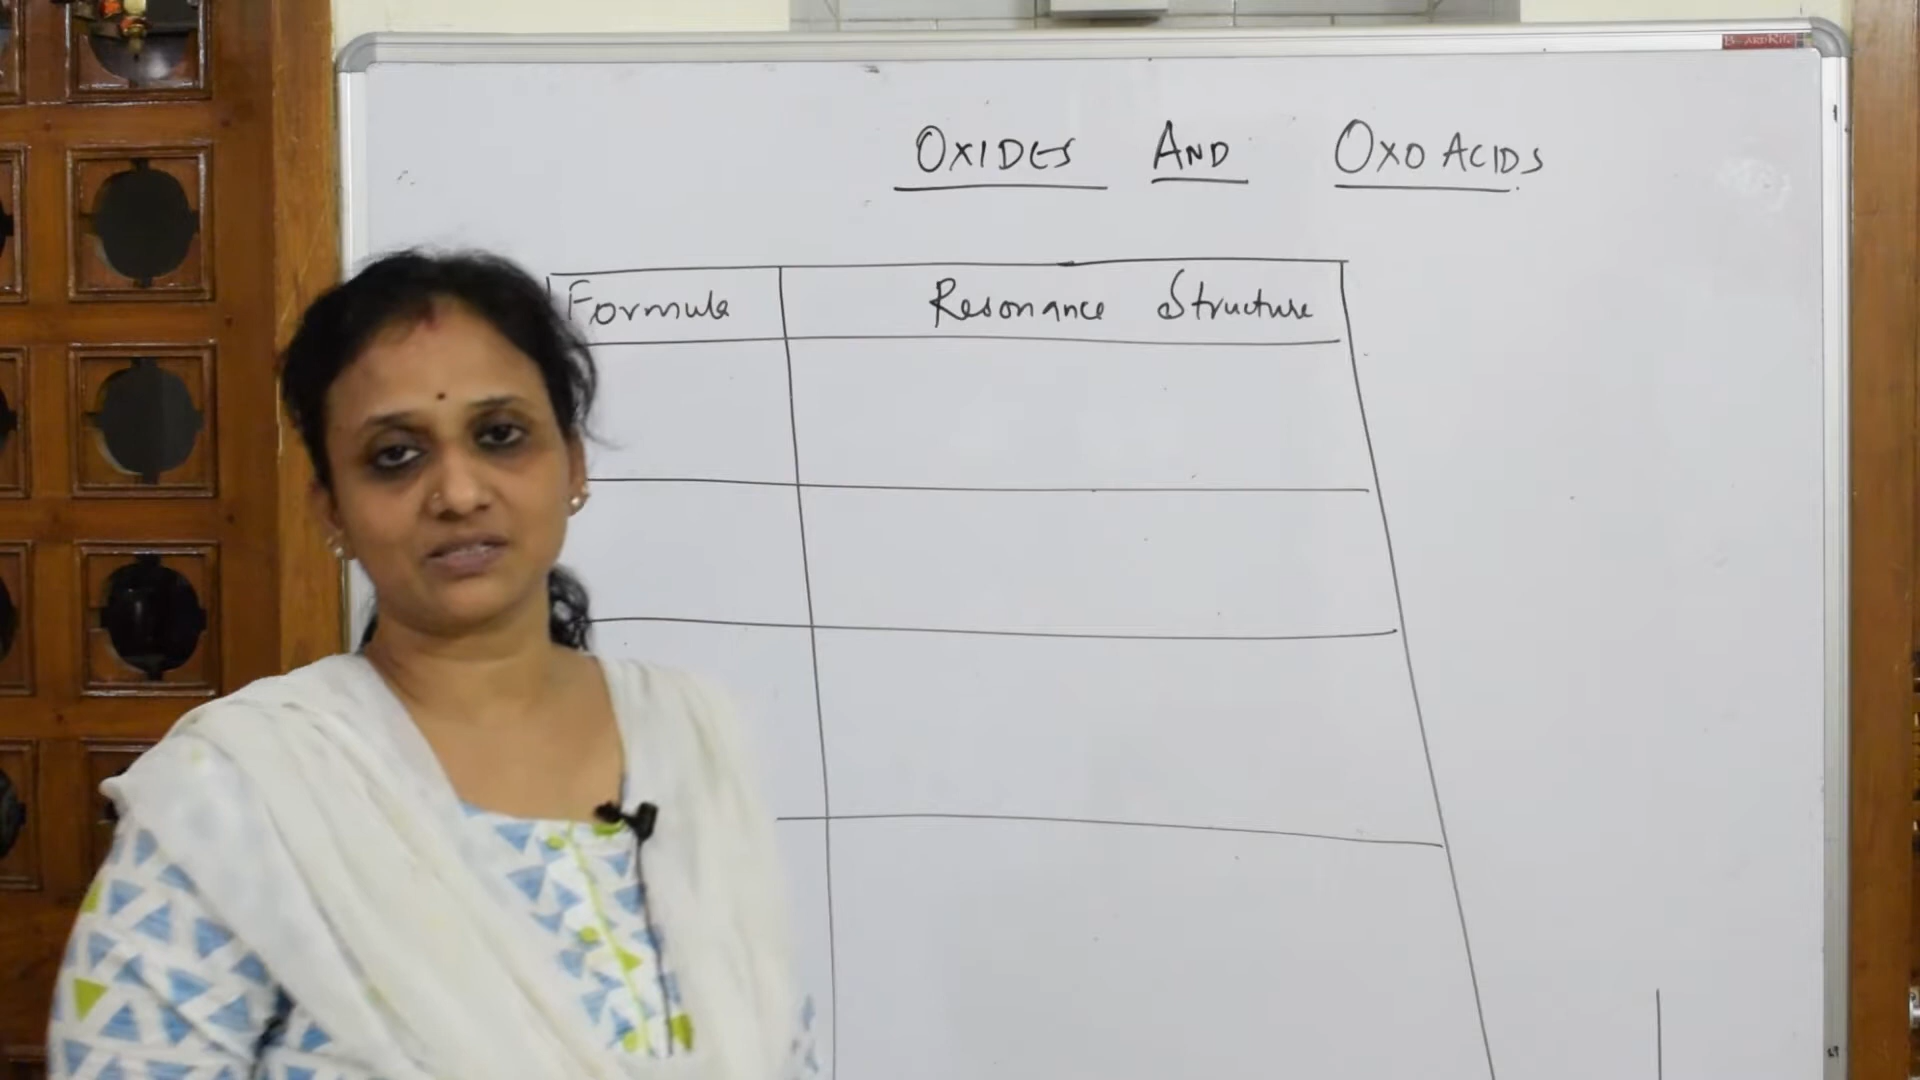 OXIDES AND OXO ACIDS
Formula Resonance Structure